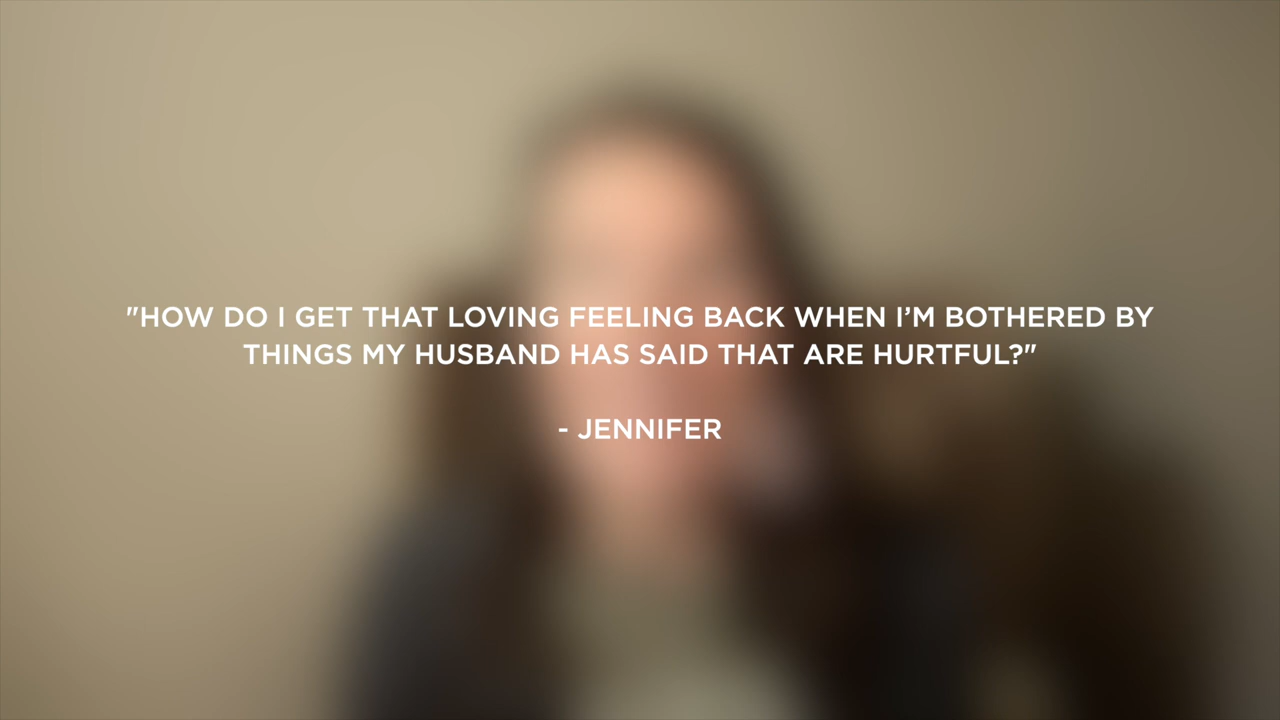 "HOW DO I GET THAT LOVING FEELING BACK WHEN I’M BOTHERED BY
THINGS MY HUSBAND HAS SAID THAT ARE HURTFUL?"
- JENNIFER